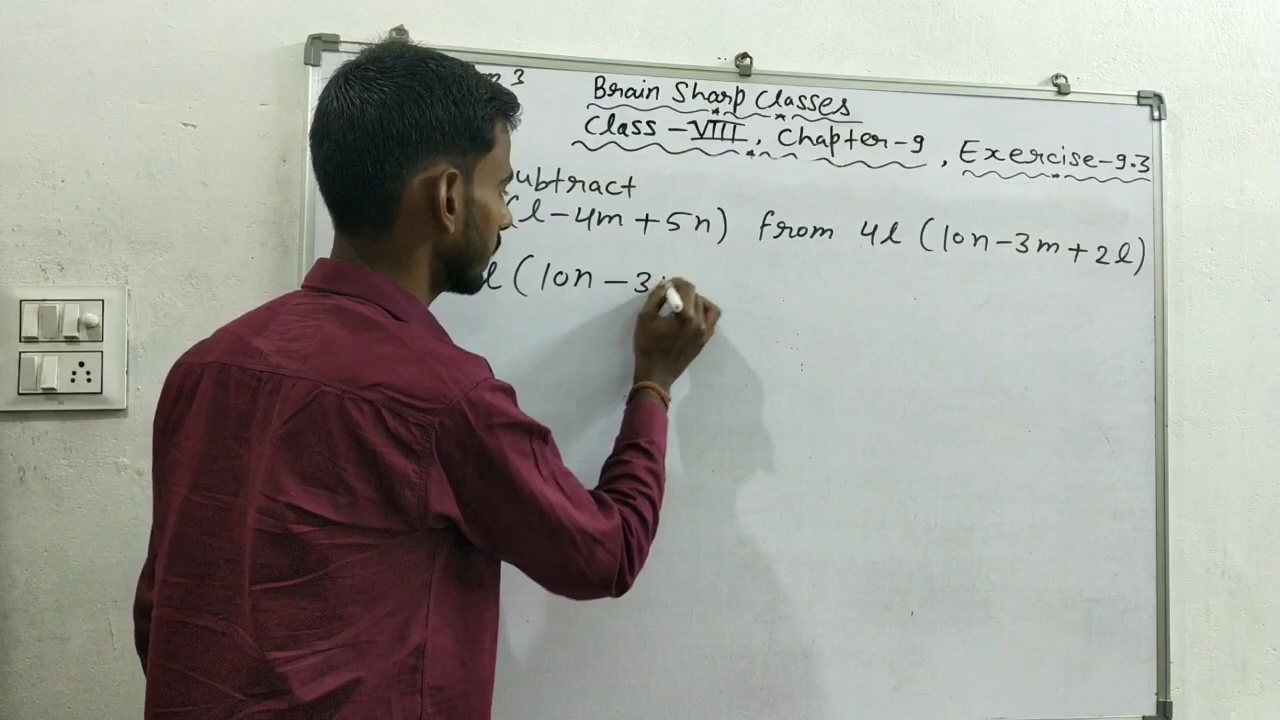 3
Brain Sharp Classes
Class - VIII, Chapter-9, Exercise-9.3
ubtract
(l-4m+5n) from 4l (10n-3m+2l)
l (10n-3